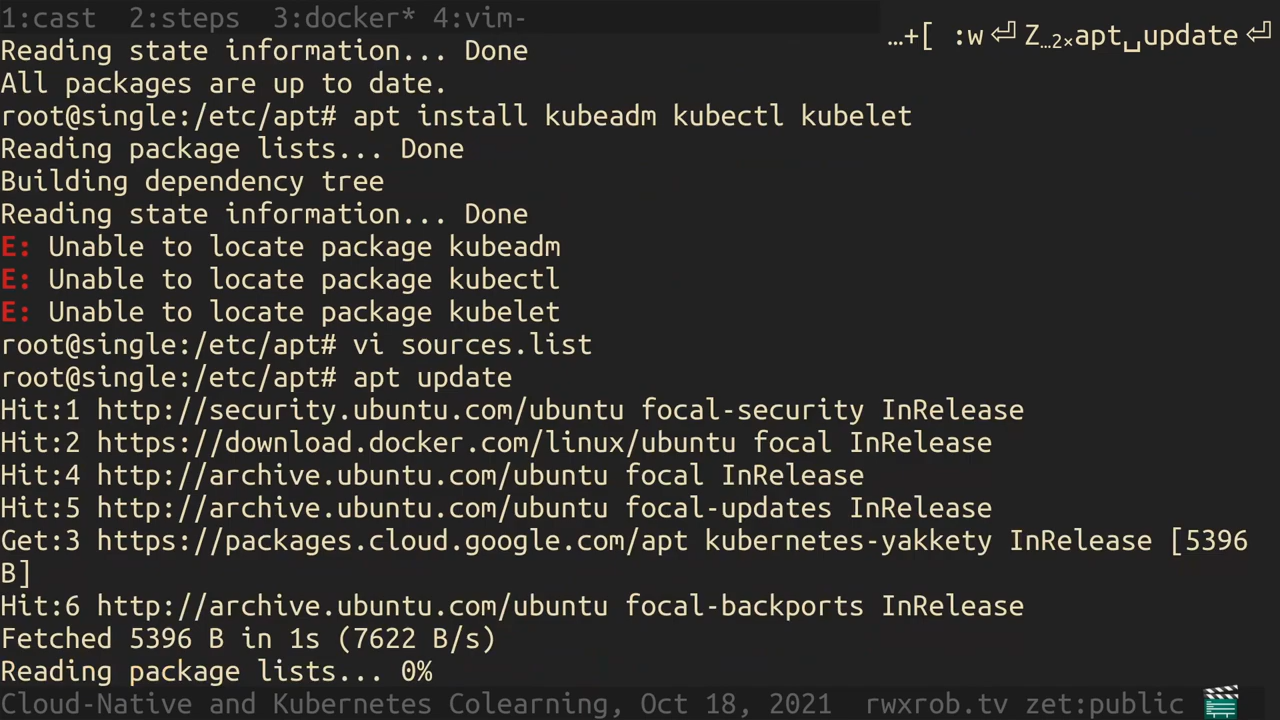 1:cast 2:steps 3:docker* 4:vim-
…+[ :w⏎ Z…2×apt␣update⏎
Reading state information... Done
All packages are up to date.
root@single:/etc/apt# apt install kubeadm kubectl kubelet
Reading package lists... Done
Building dependency tree
Reading state information... Done
E: Unable to locate package kubeadm
E: Unable to locate package kubectl
E: Unable to locate package kubelet
root@single:/etc/apt# vi sources.list
root@single:/etc/apt# apt update
Hit:1 http://security.ubuntu.com/ubuntu focal-security InRelease
Hit:2 https://download.docker.com/linux/ubuntu focal InRelease
Hit:4 http://archive.ubuntu.com/ubuntu focal InRelease
Hit:5 http://archive.ubuntu.com/ubuntu focal-updates InRelease
Get:3 https://packages.cloud.google.com/apt kubernetes-yakkety InRelease [5396
B]
Hit:6 http://archive.ubuntu.com/ubuntu focal-backports InRelease
Fetched 5396 B in 1s (7622 B/s)
Reading package lists... 0%
Cloud-Native and Kubernetes Colearning, Oct 18, 2021 rwxrob.tv zet:public 🎬